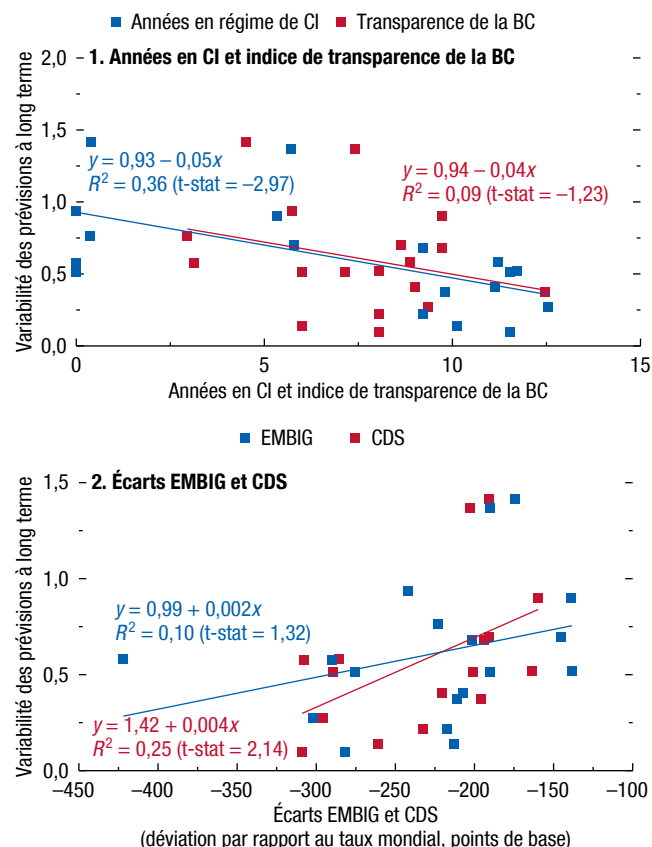 Années en régime de CI Transparence de la BC
1. Années en CI et indice de transparence de la BC
Variabilité des prévisions à long terme
2,0
1,5
1,0
0,5
0,0
y = 0,93 – 0,05x
R² = 0,36 (t-stat = –2,97)
y = 0,94 – 0,04x
R² = 0,09 (t-stat = –1,23)
0 5 10 15
Années en CI et indice de transparence de la BC
EMBIG CDS
2. Écarts EMBIG et CDS
Variabilité des prévisions à long terme
1,5
1,0
0,5
0,0
y = 0,99 + 0,002x
R² = 0,10 (t-stat = 1,32)
y = 1,42 + 0,004x
R² = 0,25 (t-stat = 2,14)
–450 –400 –350 –300 –250 –200 –150 –100
Écarts EMBIG et CDS
(déviation par rapport au taux mondial, points de base)